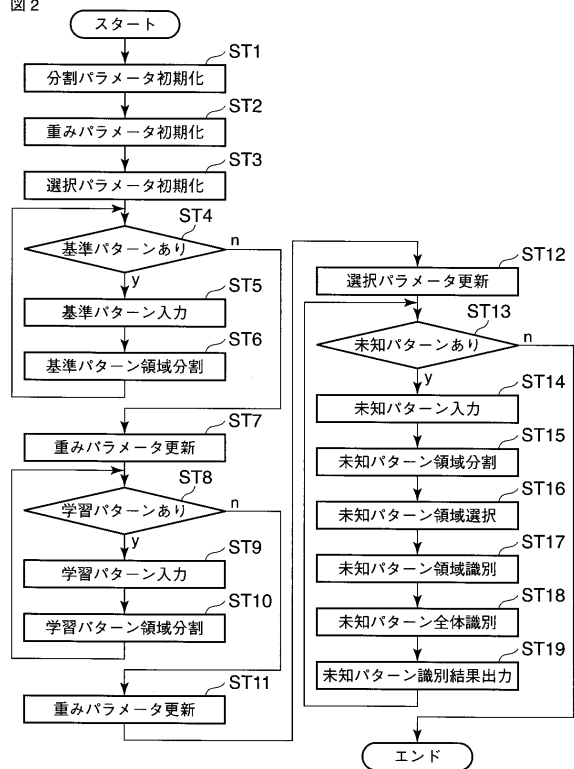 図2
スタート
ST1
分割パラメータ初期化
ST2
重みパラメータ初期化
ST3
選択パラメータ初期化
ST4
基準パターンあり
n
y
ST5
基準パターン入力
ST6
基準パターン領域分割
ST7
重みパラメータ更新
ST8
学習パターンあり
n
y
ST9
学習パターン入力
ST10
学習パターン領域分割
ST11
重みパラメータ更新
ST12
選択パラメータ更新
ST13
未知パターンあり
n
y
ST14
未知パターン入力
ST15
未知パターン領域分割
ST16
未知パターン領域選択
ST17
未知パターン領域識別
ST18
未知パターン全体識別
ST19
未知パターン識別結果出力
エンド